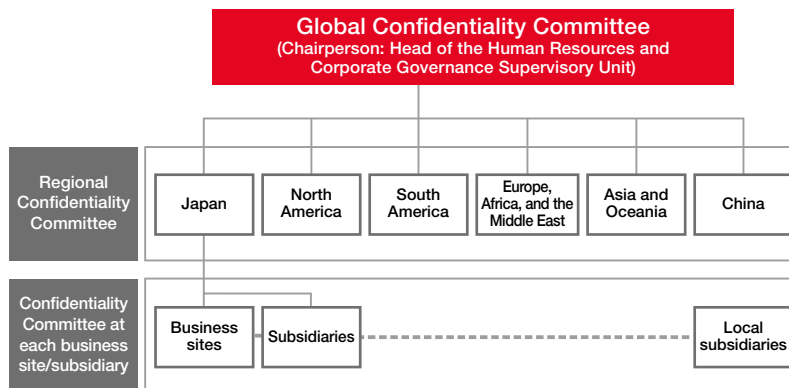 Global Confidentiality Committee
(Chairperson: Head of the Human Resources and
Corporate Governance Supervisory Unit)
Regional
Confidentiality
Committee
Japan
North
America
South
America
Europe,
Africa, and the
Middle East
Asia and
Oceania
China
Confidentiality
Committee at
each business
site/subsidiary
Business
sites
Subsidiaries
Local
subsidiaries